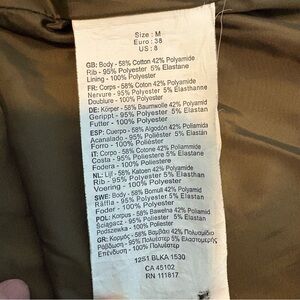 Size : M
Euro : 38
US : 8
GB: Body - 58% Cotton 42% Polyamide
Rib - 95% Polyester 5% Elastane
Lining - 100% Polyester
FR: Corps - 58% Coton 42% Polyamide
Nervure - 95% Polyester 5% Elasthanne
Doublure - 100% Polyester
DE: Körper - 58% Baumwolle 42% Polyamid
Gerippt - 95% Polyester 5% Elastan
Futter - 100% Polyester
ESP: Cuerpo - 58% Algodón 42% Poliamida
Acanalado - 95% Poliéster 5% Elastán
Forro - 100% Poliéster
IT: Corpo - 58% Cotone 42% Poliammide
Costa - 95% Poliestere 5% Elastane
Fodera - 100% Poliestere
NL: Lijf - 58% Katoen 42% Polyamide
Rib - 95% Polyester 5% Elastane
Voering - 100% Polyester
SWE: Body - 58% Bomull 42% Polyamid
Räffla - 95% Polyester 5% Elastan
Foder - 100% Polyester
POL: Korpus - 58% Bawełna 42% Poliamid
Ściągacz - 95% Poliester 5% Elastan
Podszewka - 100% Poliester
GR: Κορμός - 58% Βαμβάκι 42% Πολυαμίδιο
Ράβδωση - 95% Πολυεστέρας 5% Ελαστομερής
Επένδυση - 100% Πολυεστέρας
1251 BLKA 1530
CA 45102
RN 111817